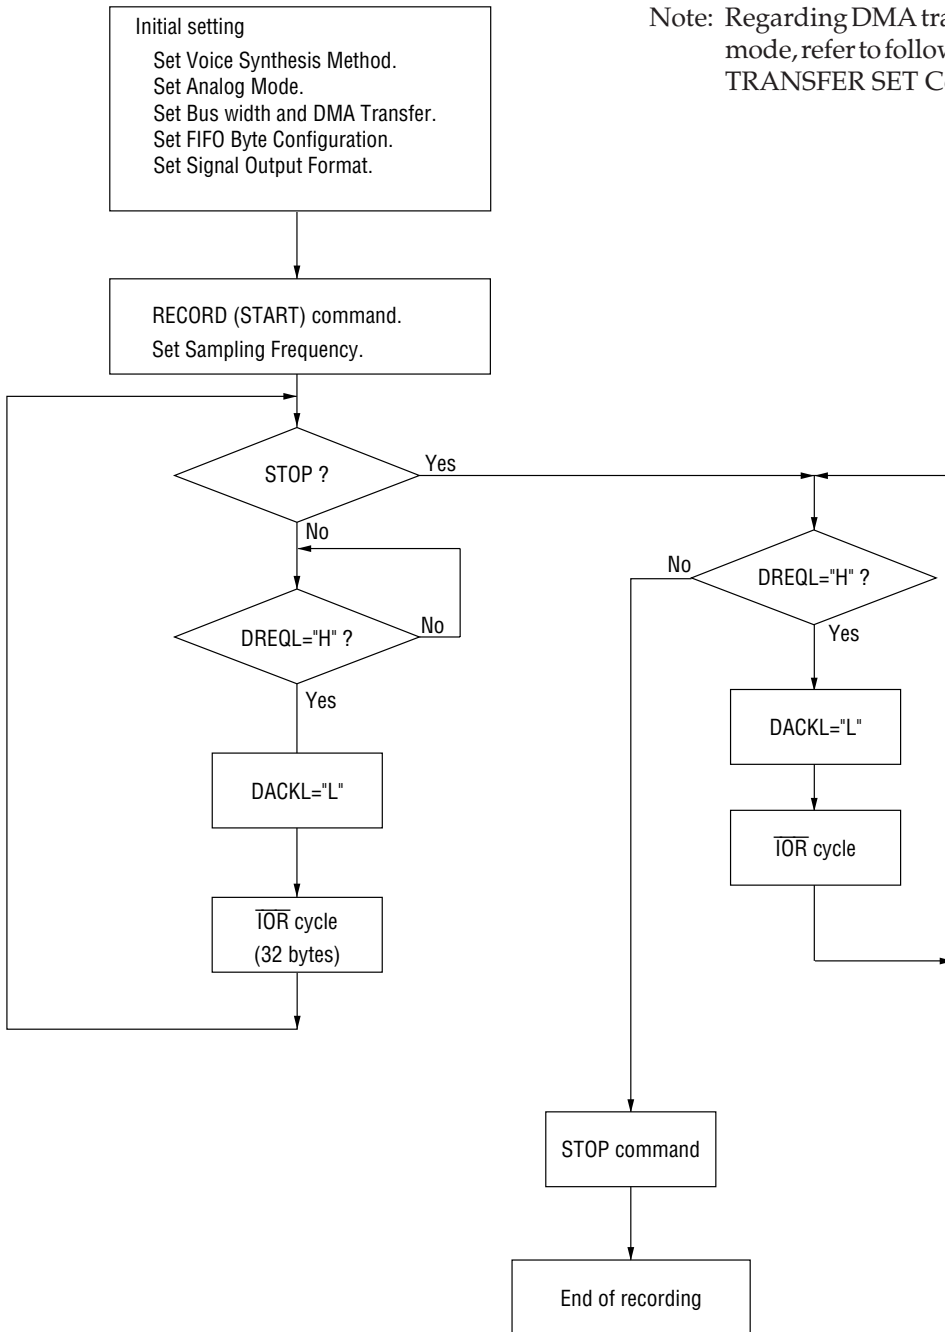 Initial setting
Set Voice Synthesis Method.
Set Analog Mode.
Set Bus width and DMA Transfer.
Set FIFO Byte Configuration.
Set Signal Output Format.
Note: Regarding DMA tra
mode, refer to follow
TRANSFER SET C
RECORD (START) command.
Set Sampling Frequency.
STOP ?
Yes
No
DREQL="H" ?
No
Yes
DACKL="L"
I̅O̅R̅ cycle
(32 bytes)
DREQL="H" ?
No
Yes
DACKL="L"
I̅O̅R̅ cycle
STOP command
End of recording